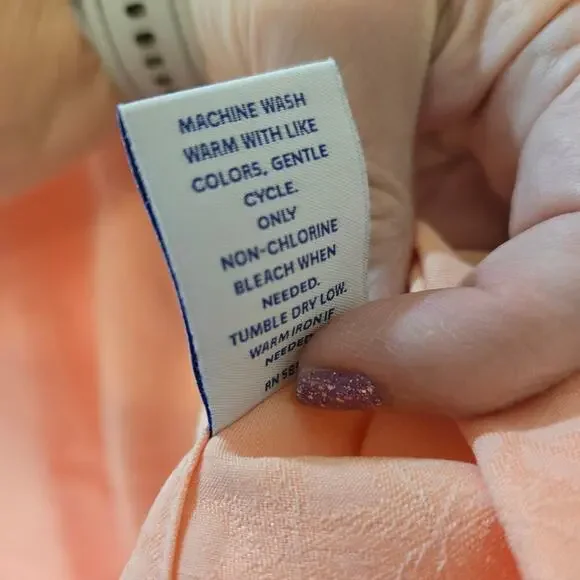 MACHINE WASH
WARM WITH LIKE
COLORS, GENTLE
CYCLE.
ONLY
NON-CHLORINE
BLEACH WHEN
NEEDED.
TUMBLE DRY LOW.
WARM IRON IF
NEEDED
RN